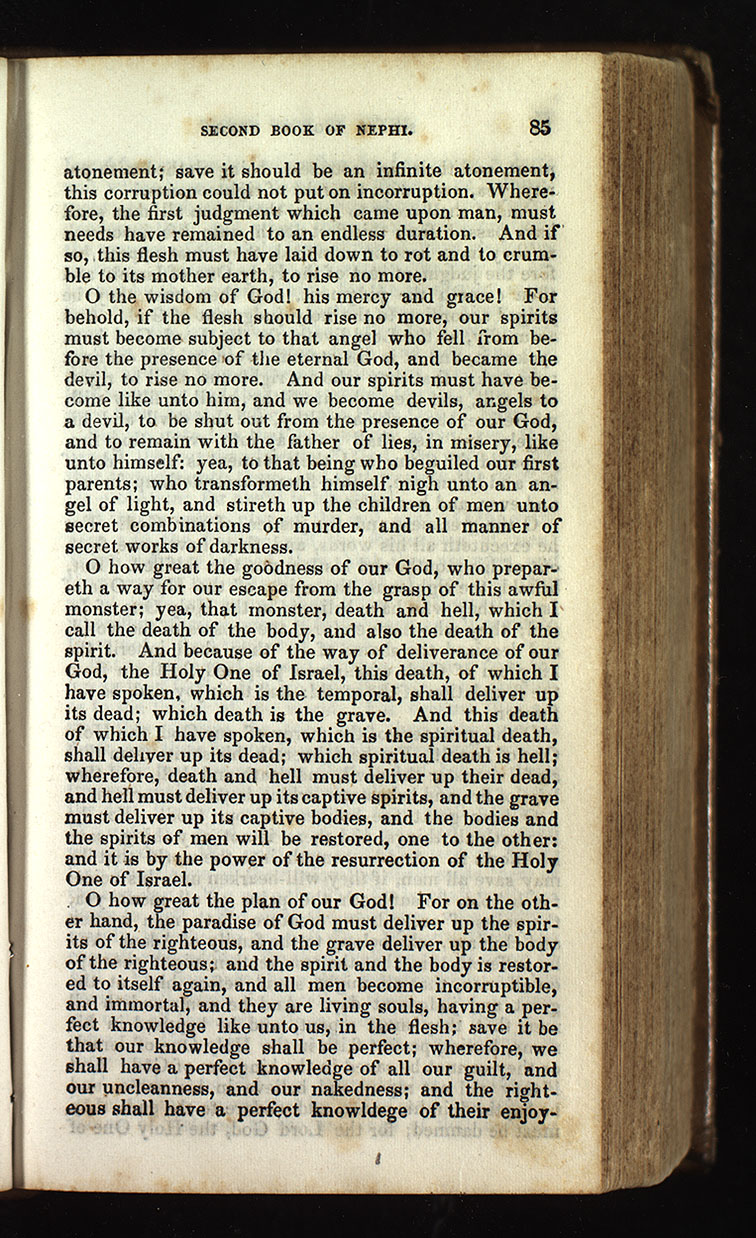 SECOND BOOK OF NEPHI. 85
atonement; save it should be an infinite atonement,
this corruption could not put on incorruption. Where-
fore, the first judgment which came upon man, must
needs have remained to an endless duration. And if
so, this flesh must have laid down to rot and to crum-
ble to its mother earth, to rise no more.
O the wisdom of God! his mercy and grace! For
behold, if the flesh should rise no more, our spirits
must become subject to that angel who fell from be-
fore the presence of the eternal God, and became the
devil, to rise no more. And our spirits must have be-
come like unto him, and we become devils, angels to
a devil, to be shut out from the presence of our God,
and to remain with the father of lies, in misery, like
unto himself: yea, to that being who beguiled our first
parents; who transformeth himself nigh unto an an-
gel of light, and stireth up the children of men unto
secret combinations of murder, and all manner of
secret works of darkness.
O how great the goodness of our God, who prepar-
eth a way for our escape from the grasp of this awful
monster; yea, that monster, death and hell, which I
call the death of the body, and also the death of the
spirit. And because of the way of deliverance of our
God, the Holy One of Israel, this death, of which I
have spoken, which is the temporal, shall deliver up
its dead; which death is the grave. And this death
of which I have spoken, which is the spiritual death,
shall deliver up its dead; which spiritual death is hell;
wherefore, death and hell must deliver up their dead,
and hell must deliver up its captive spirits, and the grave
must deliver up its captive bodies, and the bodies and
the spirits of men will be restored, one to the other:
and it is by the power of the resurrection of the Holy
One of Israel.
O how great the plan of our God! For on the oth-
er hand, the paradise of God must deliver up the spir-
its of the righteous, and the grave deliver up the body
of the righteous; and the spirit and the body is restor-
ed to itself again, and all men become incorruptible,
and immortal, and they are living souls, having a per-
fect knowledge like unto us, in the flesh; save it be
that our knowledge shall be perfect; wherefore, we
shall have a perfect knowledge of all our guilt, and
our uncleanness, and our nakedness; and the right-
eous shall have a perfect knowldege of their enjoy-